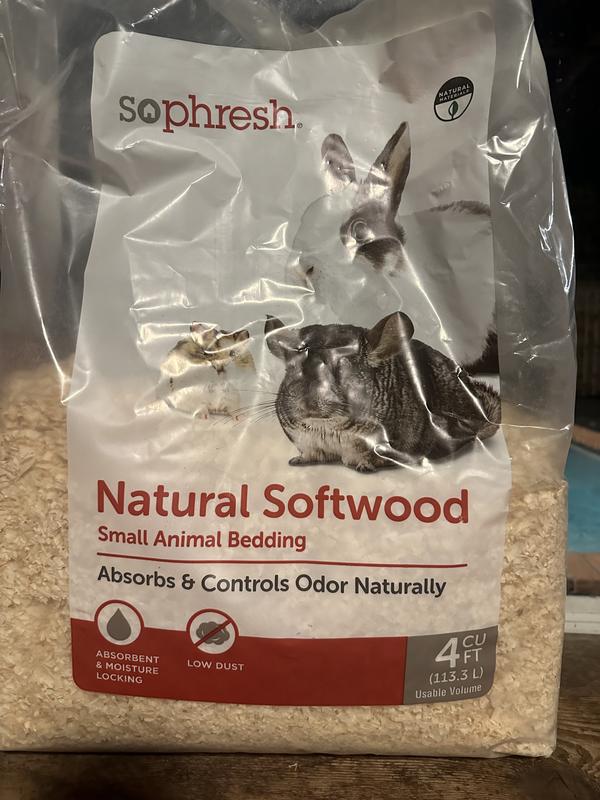 sophresh®
NATURAL
MATERIALS
Natural Softwood
Small Animal Bedding
Absorbs & Controls Odor Naturally
ABSORBENT
& MOISTURE
LOCKING
LOW DUST
4 CU
FT
(113.3 L)
Usable Volume